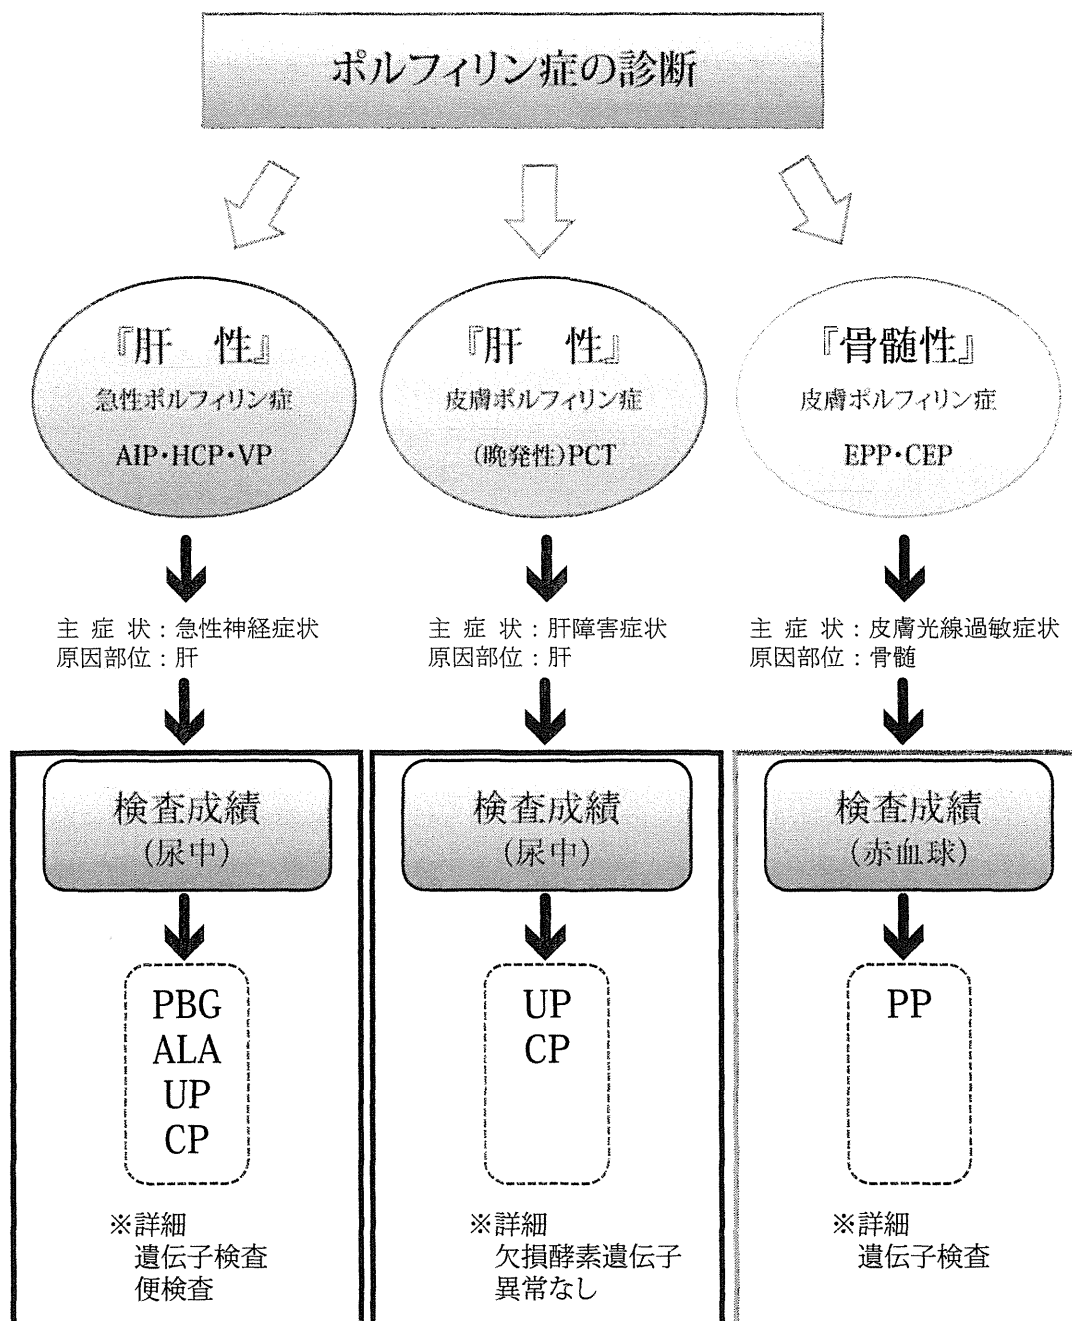 ポルフィリン症の診断
『肝　性』
急性ポルフィリン症
AIP・HCP・VP
主 症 状：急性神経症状
原因部位：肝
検査成績
(尿中)
PBG
ALA
UP
CP
※詳細
遺伝子検査
便検査
『肝　性』
皮膚ポルフィリン症
(晩発性)PCT
主 症 状：肝障害症状
原因部位：肝
検査成績
(尿中)
UP
CP
※詳細
欠損酵素遺伝子
異常なし
『骨髄性』
皮膚ポルフィリン症
EPP・CEP
主 症 状：皮膚光線過敏症状
原因部位：骨髄
検査成績
(赤血球)
PP
※詳細
遺伝子検査